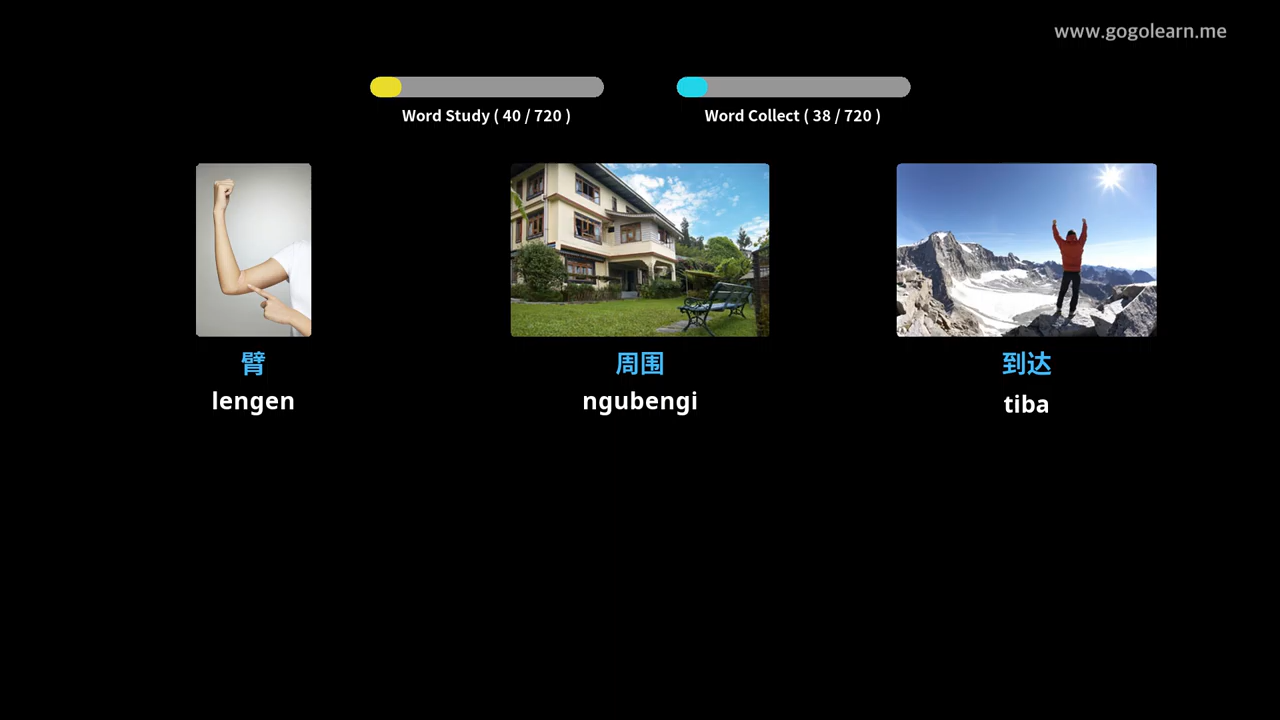 www.gogolearn.me
Word Study ( 40 / 720 )
Word Collect ( 38 / 720 )
臂
lengen
周围
ngubengi
到达
tiba